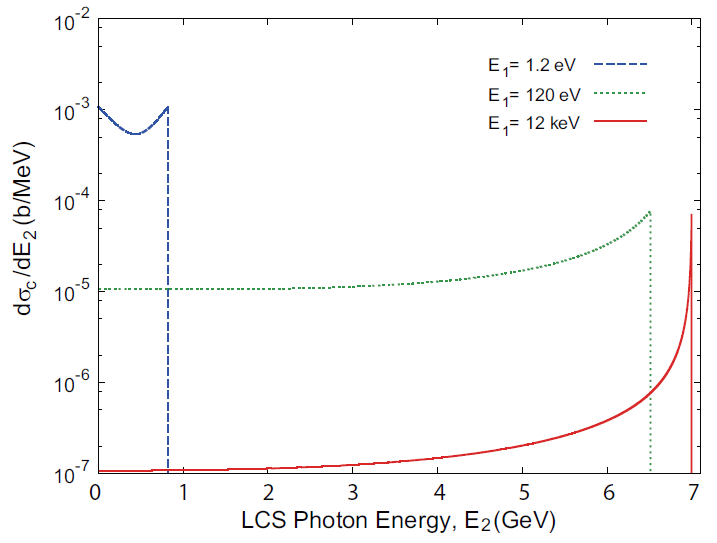 10⁻²
10⁻³
10⁻⁴
10⁻⁵
10⁻⁶
10⁻⁷
dσ꜀/dE₂(b/MeV)
E₁= 1.2 eV
E₁= 120 eV
E₁= 12 keV
0 1 2 3 4 5 6 7
LCS Photon Energy, E₂(GeV)